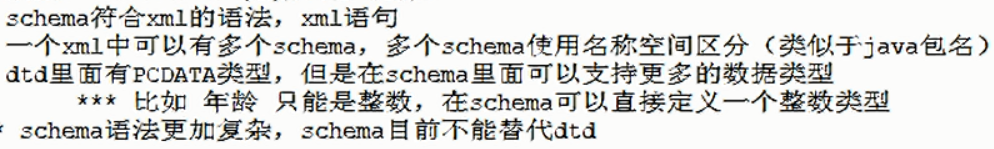 schema符合xml的语法，xml语句
一个xml中可以有多个schema，多个schema使用名称空间区分（类似于java包名）
dtd里面有PCDATA类型，但是在schema里面可以支持更多的数据类型
*** 比如 年龄 只能是整数，在schema可以直接定义一个整数类型
* schema语法更加复杂，schema目前不能替代dtd